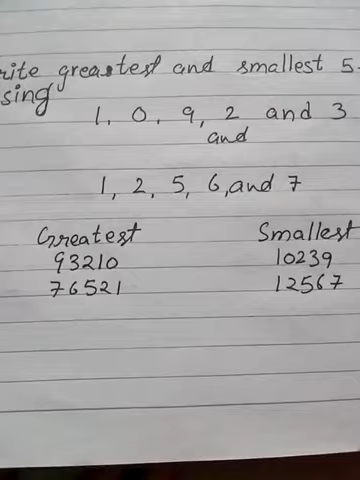 rite greatest and smallest 5
sing
1, 0, 9, 2 and 3
and
1, 2, 5, 6, and 7
Greatest Smallest
93210 10239
76521 12567